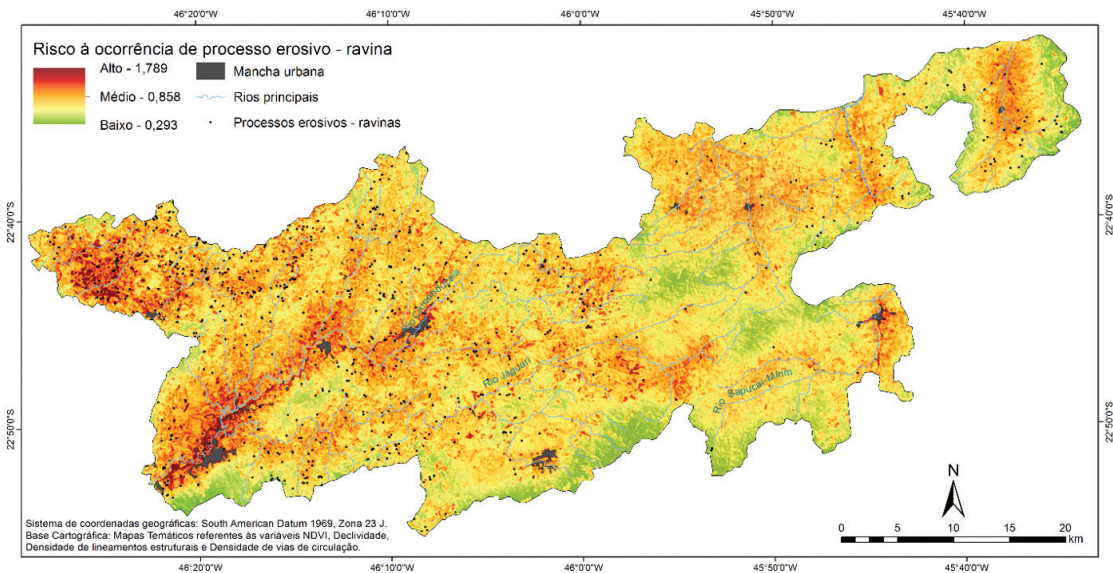 46°20'0"W 46°10'0"W 46°0'0"W 45°50'0"W 45°40'0"W
Risco à ocorrência de processo erosivo - ravina
Alto - 1,789
Médio - 0,858
Baixo - 0,293
Mancha urbana
Rios principais
Processos erosivos - ravinas
22°40'0"S
22°40'0"S
Rio Jaguari
Rio Sapucaí-Mirim
22°50'0"S
22°50'0"S
N
0 5 10 15 20
km
Sistema de coordenadas geográficas: South American Datum 1969, Zona 23 J.
Base Cartográfica: Mapas Temáticos referentes às variáveis NDVI, Declividade,
Densidade de lineamentos estruturais e Densidade de vias de circulação.
46°20'0"W 46°10'0"W 46°0'0"W 45°50'0"W 45°40'0"W